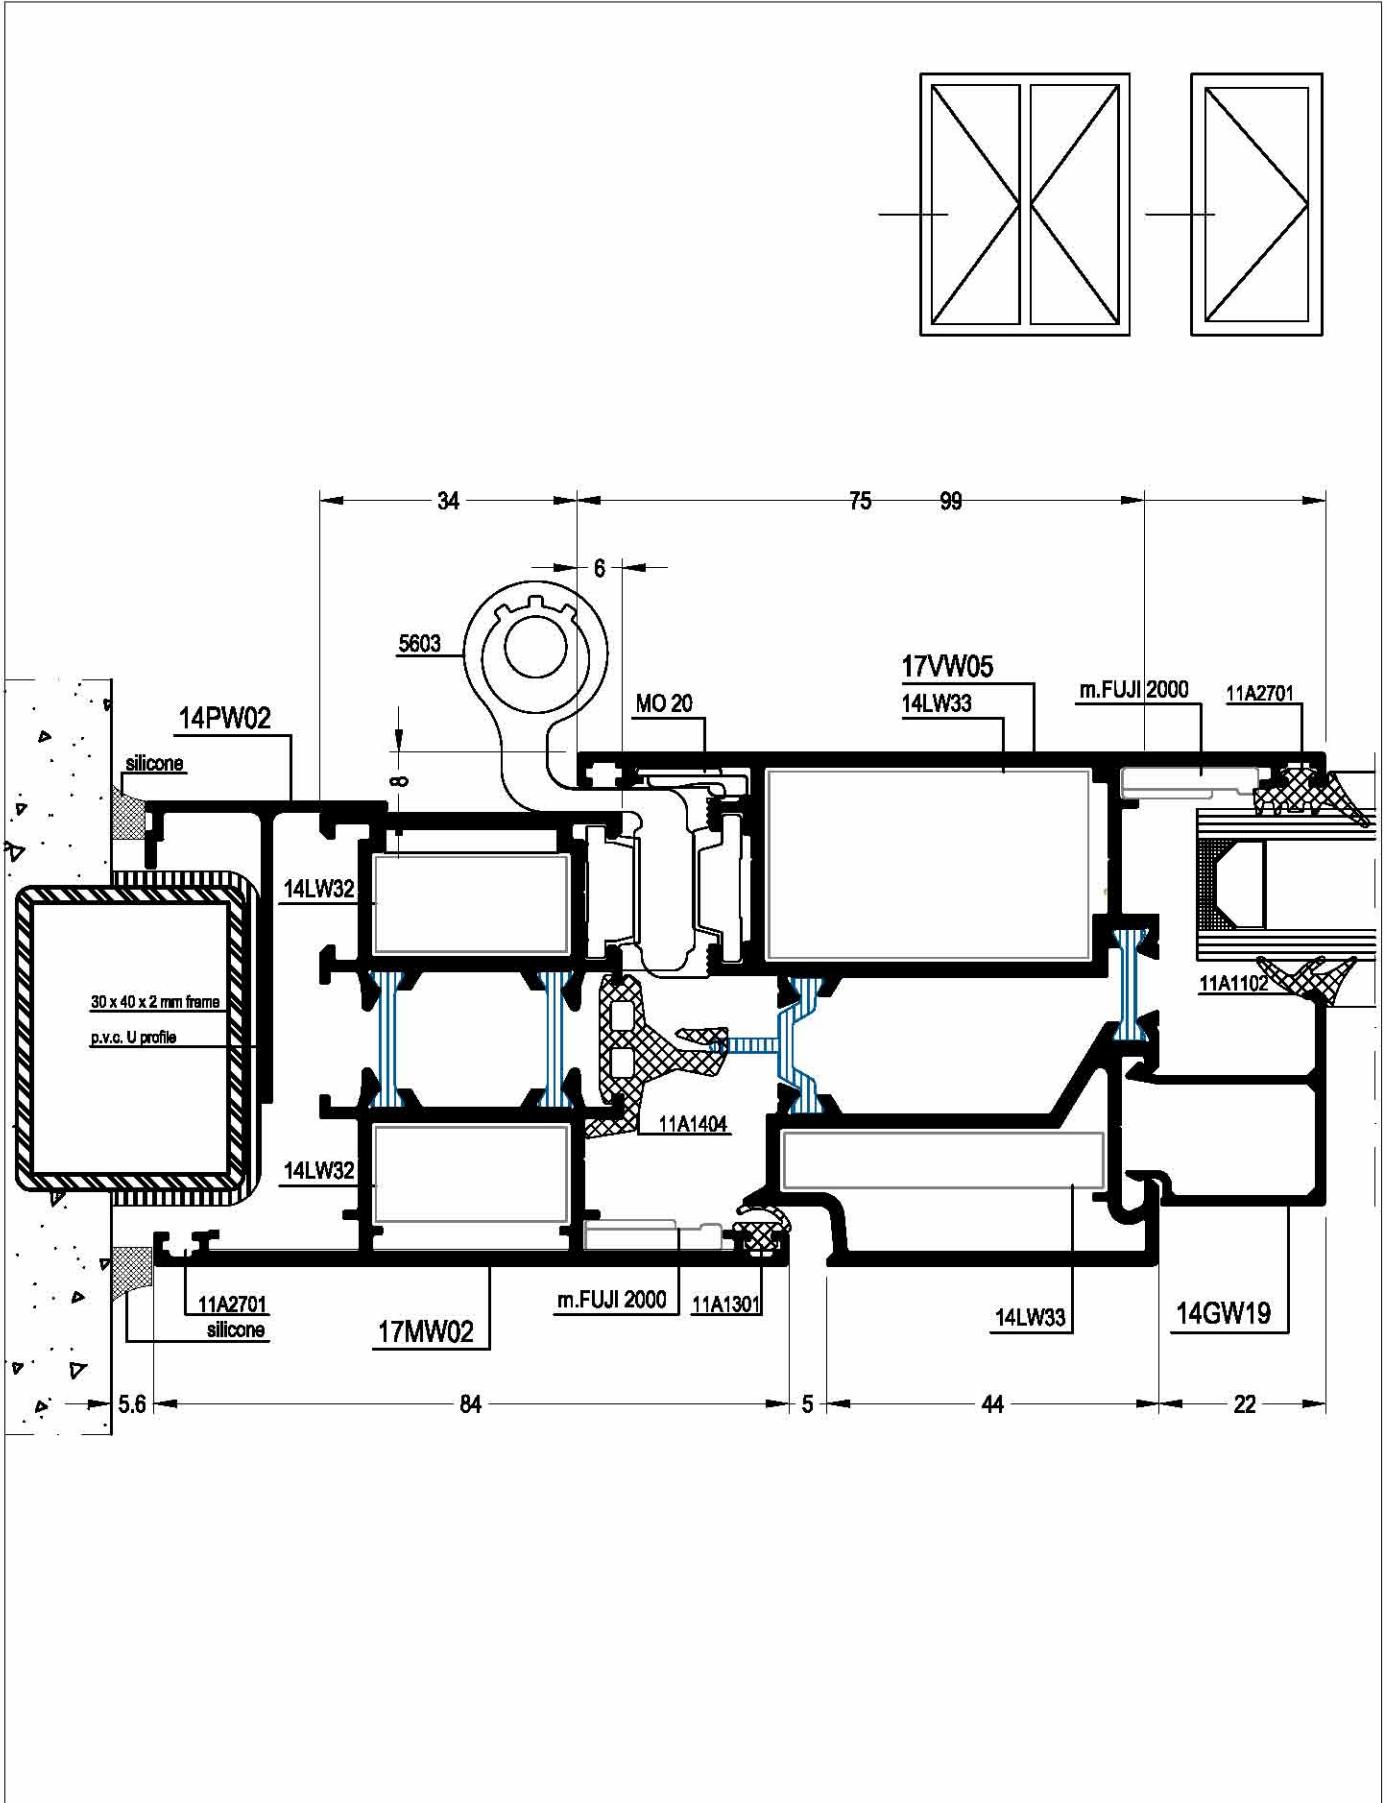 34
75
99
6
5603
17VW05
m.FUJI 2000
11A2701
MO 20
14LW33
14PW02
silicone
8
14LW32
11A1102
30 x 40 x 2 mm frame
p.v.c. U profile
11A1404
14LW32
11A2701
silicone
m.FUJI 2000
11A1301
17MW02
14LW33
14GW19
5.6
84
5
44
22